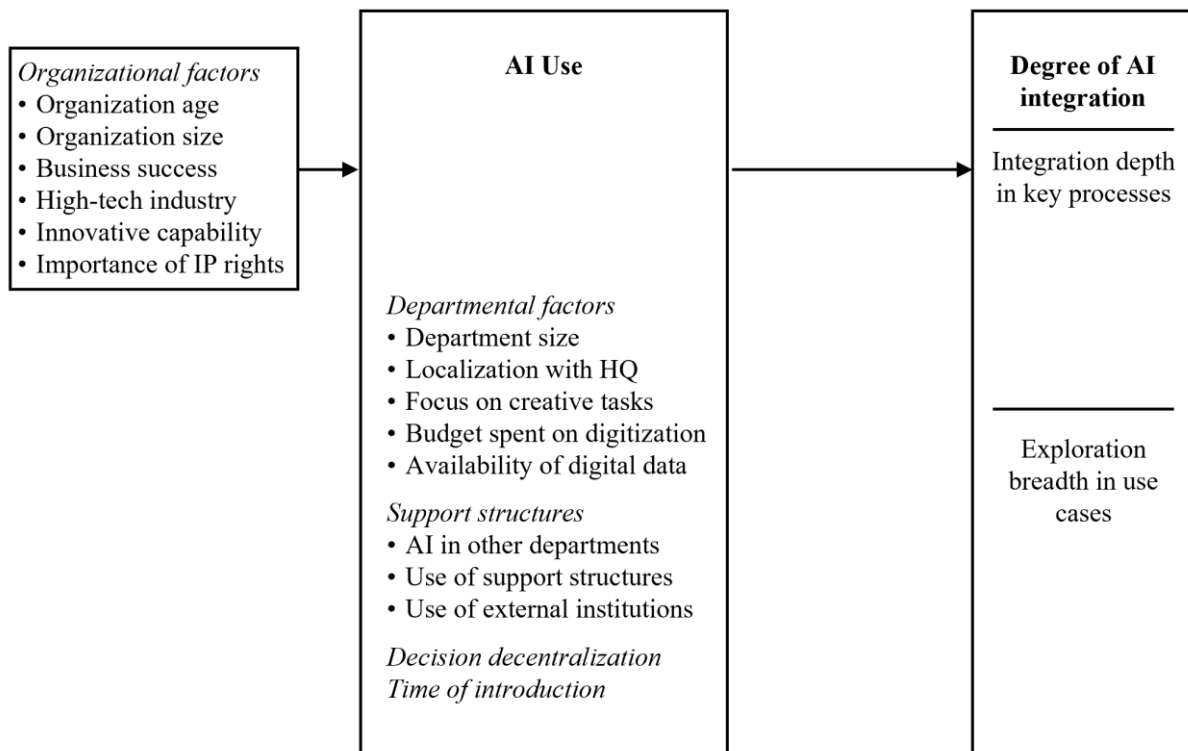 Organizational factors
• Organization age
• Organization size
• Business success
• High-tech industry
• Innovative capability
• Importance of IP rights
AI Use
Departmental factors
• Department size
• Localization with HQ
• Focus on creative tasks
• Budget spent on digitization
• Availability of digital data
Support structures
• AI in other departments
• Use of support structures
• Use of external institutions
Decision decentralization
Time of introduction
Degree of AI
integration
Integration depth
in key processes
Exploration
breadth in use
cases